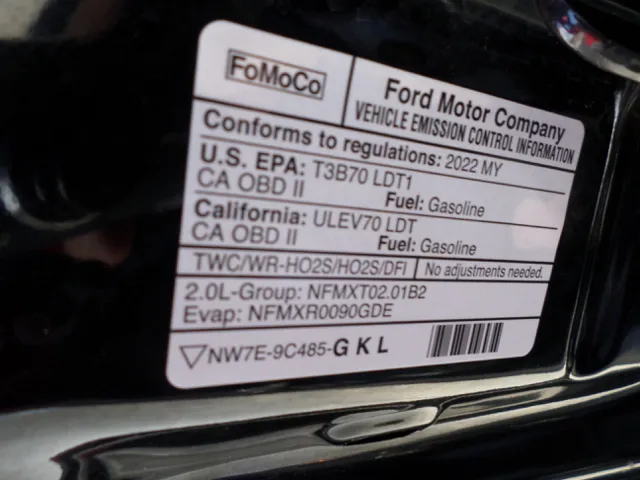 FoMoCo
Ford Motor Company
VEHICLE EMISSION CONTROL INFORMATION
Conforms to regulations: 2022 MY
U.S. EPA: T3B70 LDT1
CA OBD II Fuel: Gasoline
California: ULEV70 LDT
CA OBD II Fuel: Gasoline
TWC/WR-HO2S/HO2S/DFI No adjustments needed.
2.0L-Group: NFMXT02.01B2
Evap: NFMXR0090GDE
NW7E-9C485-G K L